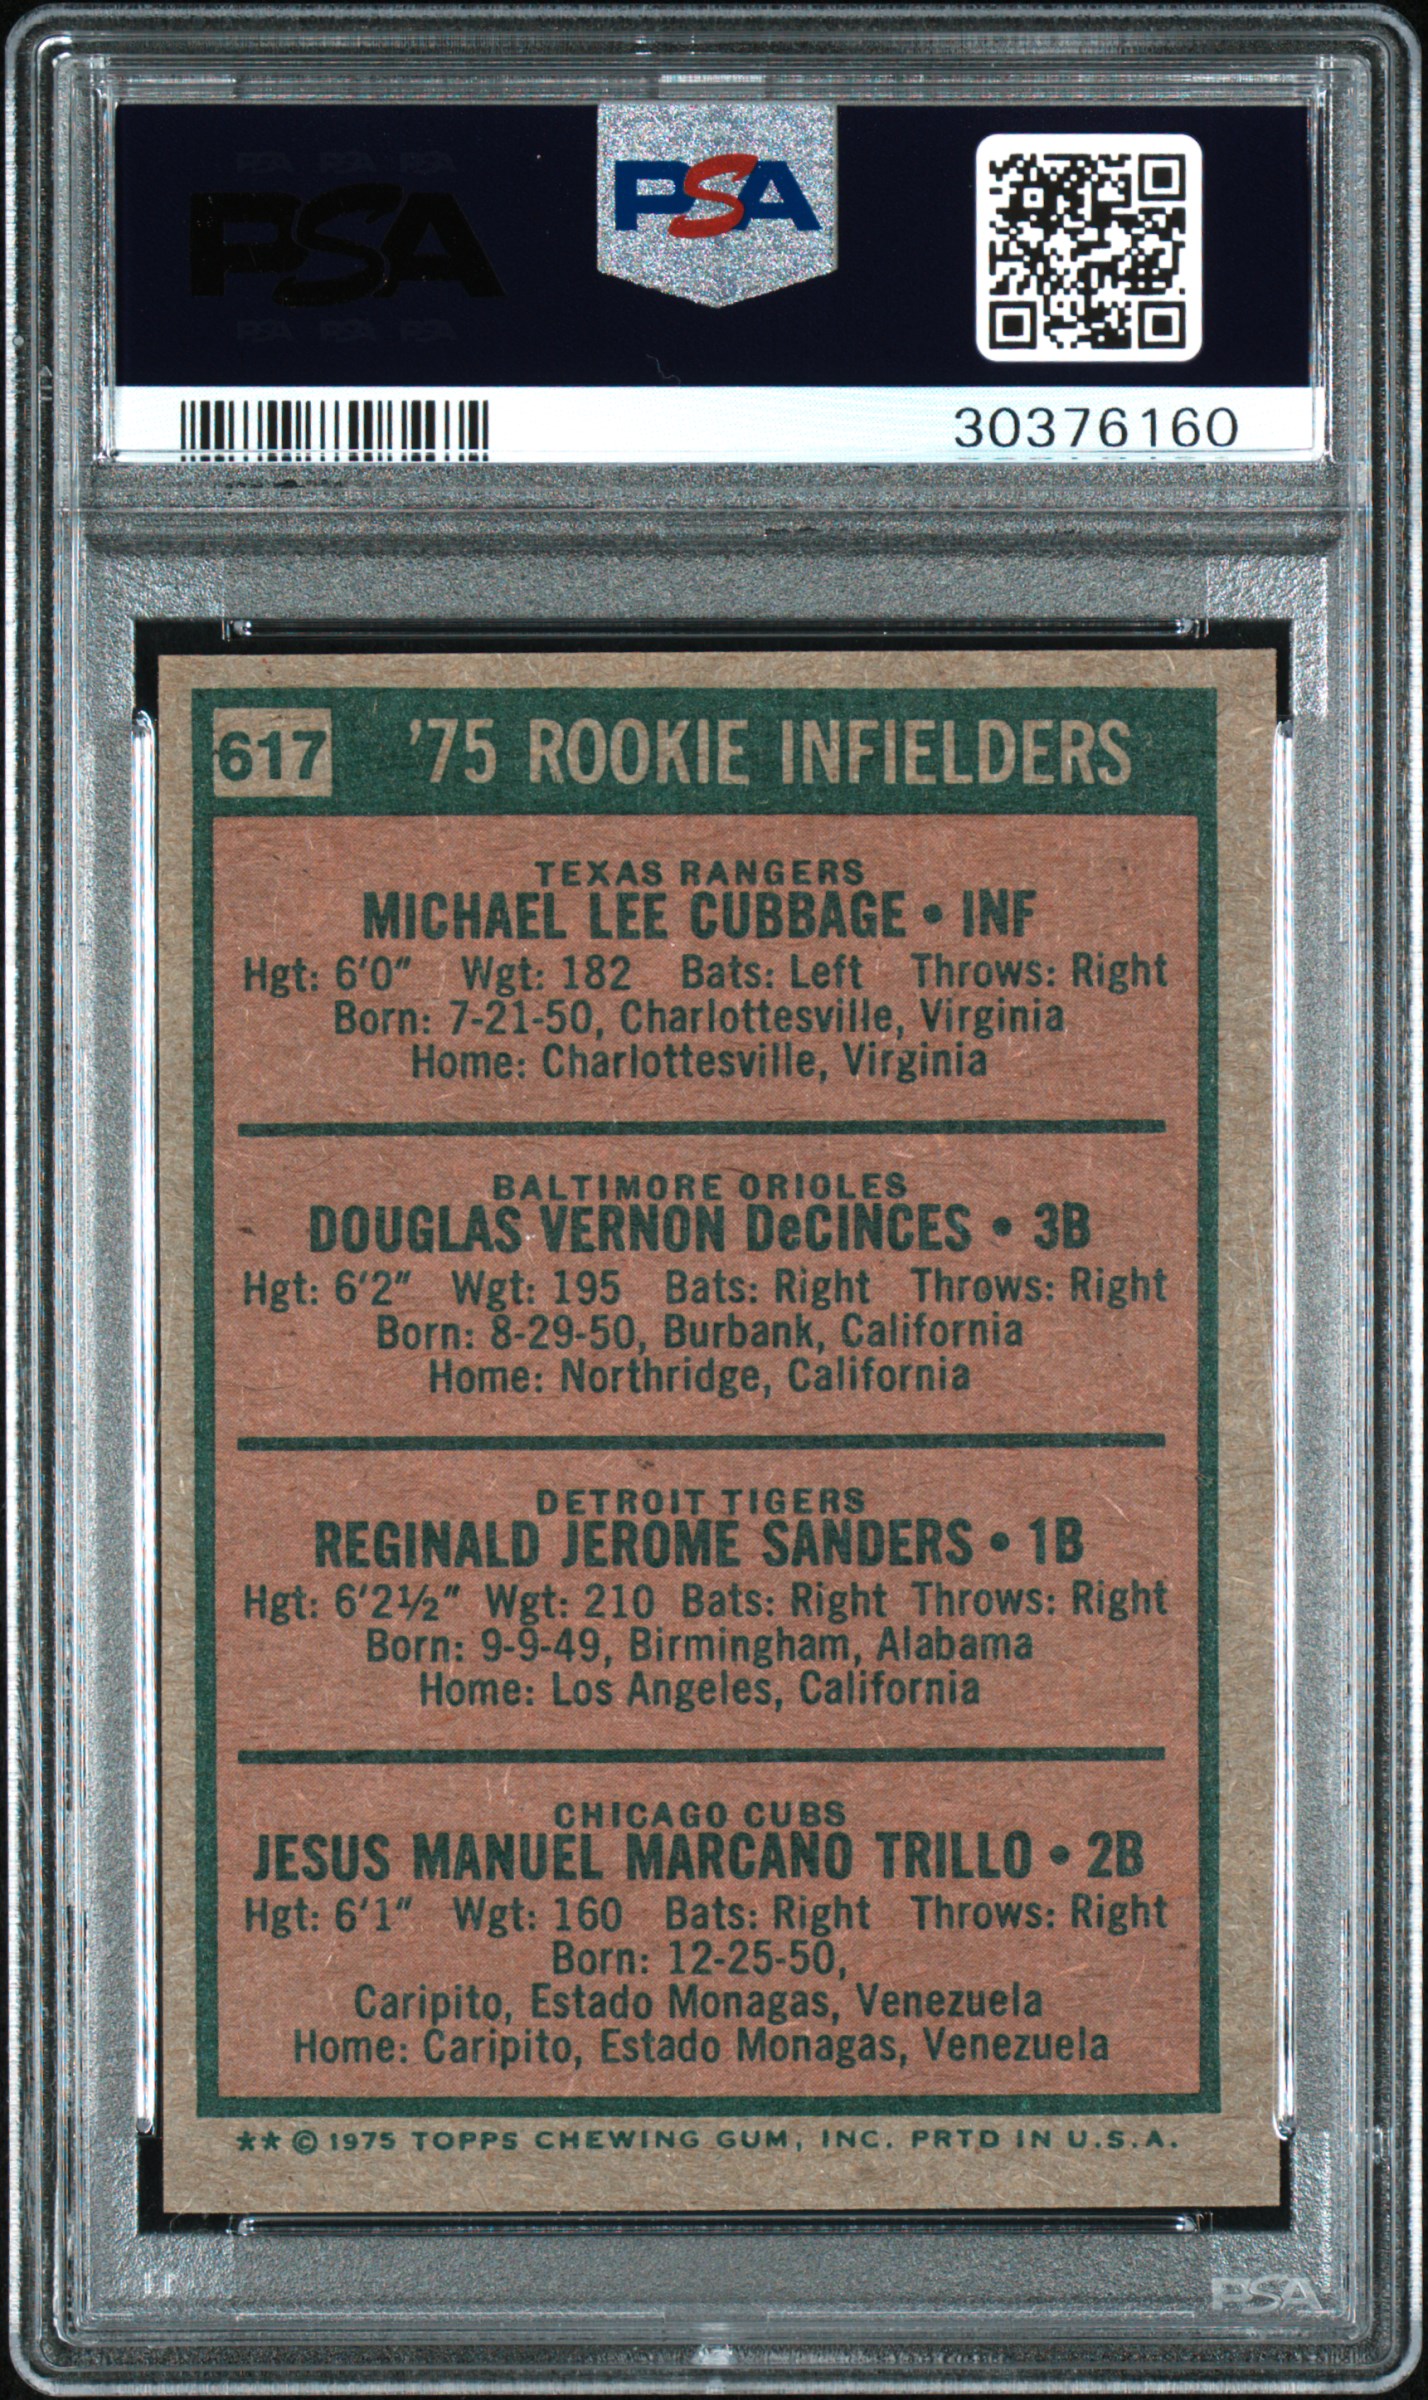 PSA PSA PSA
PSA
PSA PSA PSA
PSA
30376160
617 '75 ROOKIE INFIELDERS
TEXAS RANGERS
MICHAEL LEE CUBBAGE • INF
Hgt: 6'0" Wgt: 182 Bats: Left Throws: Right
Born: 7-21-50, Charlottesville, Virginia
Home: Charlottesville, Virginia
BALTIMORE ORIOLES
DOUGLAS VERNON DeCINCES • 3B
Hgt: 6'2" Wgt: 195 Bats: Right Throws: Right
Born: 8-29-50, Burbank, California
Home: Northridge, California
DETROIT TIGERS
REGINALD JEROME SANDERS • 1B
Hgt: 6'2½" Wgt: 210 Bats: Right Throws: Right
Born: 9-9-49, Birmingham, Alabama
Home: Los Angeles, California
CHICAGO CUBS
JESUS MANUEL MARCANO TRILLO • 2B
Hgt: 6'1" Wgt: 160 Bats: Right Throws: Right
Born: 12-25-50,
Caripito, Estado Monagas, Venezuela
Home: Caripito, Estado Monagas, Venezuela
** © 1975 TOPPS CHEWING GUM, INC. PRTD IN U.S.A.
PSA